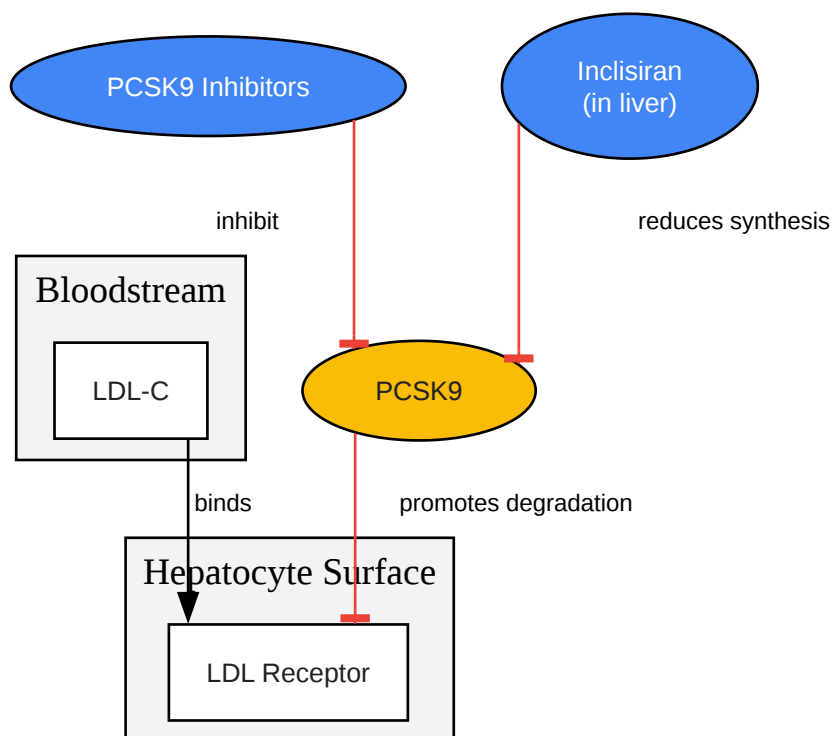 PCSK9 Inhibitors
Inclisiran
(in liver)
inhibit
reduces synthesis
Bloodstream
LDL-C
PCSK9
binds
promotes degradation
Hepatocyte Surface
LDL Receptor